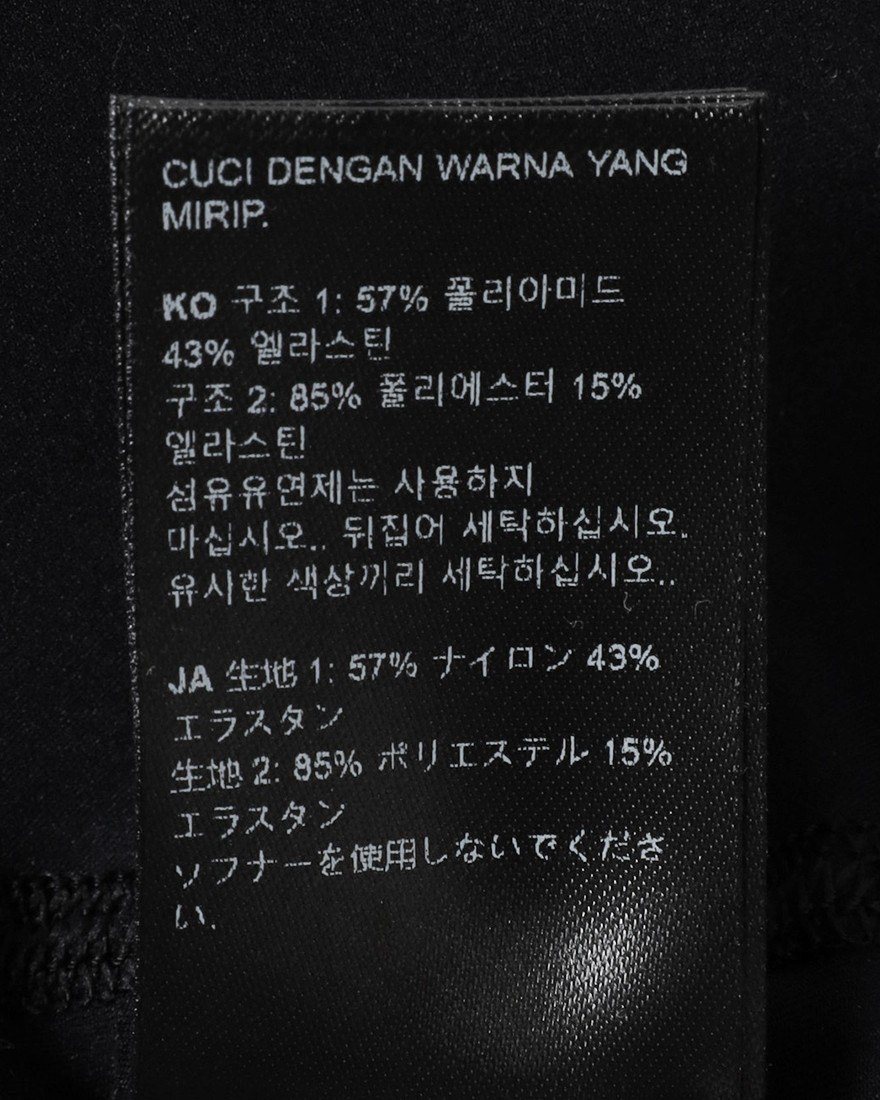 CUCI DENGAN WARNA YANG
MIRIP.
KO 구조 1: 57% 폴리아미드
43% 엘라스틴
구조 2: 85% 폴리에스터 15%
엘라스틴
섬유유연제는 사용하지
마십시오.. 뒤집어 세탁하십시오.
유사한 색상끼리 세탁하십시오..
JA 生地 1: 57% ナイロン 43%
エラスタン
生地 2: 85% ポリエステル 15%
エラスタン
ソフナーを使用しないでくださ
い.